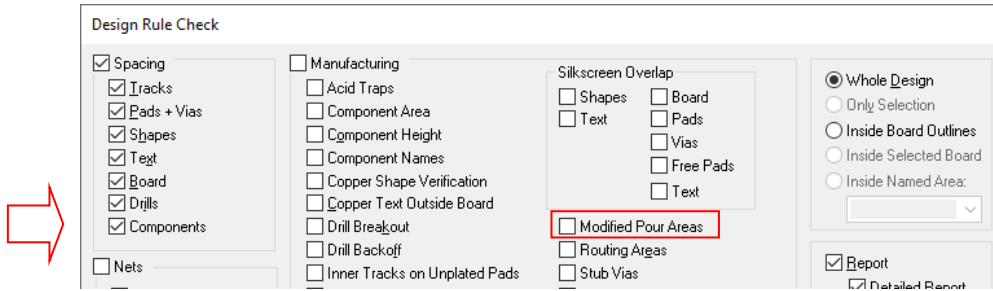 Design Rule Check
Spacing
Tracks
Pads + Vias
Shapes
Text
Board
Drills
Components
Nets
Manufacturing
Acid Traps
Component Area
Component Height
Component Names
Copper Shape Verification
Copper Text Outside Board
Drill Breakout
Drill Backoff
Inner Tracks on Unplated Pads
Silkscreen Overlap
Shapes
Text
Board
Pads
Vias
Free Pads
Text
Modified Pour Areas
Routing Areas
Stub Vias
Whole Design
Only Selection
Inside Board Outlines
Inside Selected Board
Inside Named Area:
Report
Detailed Report